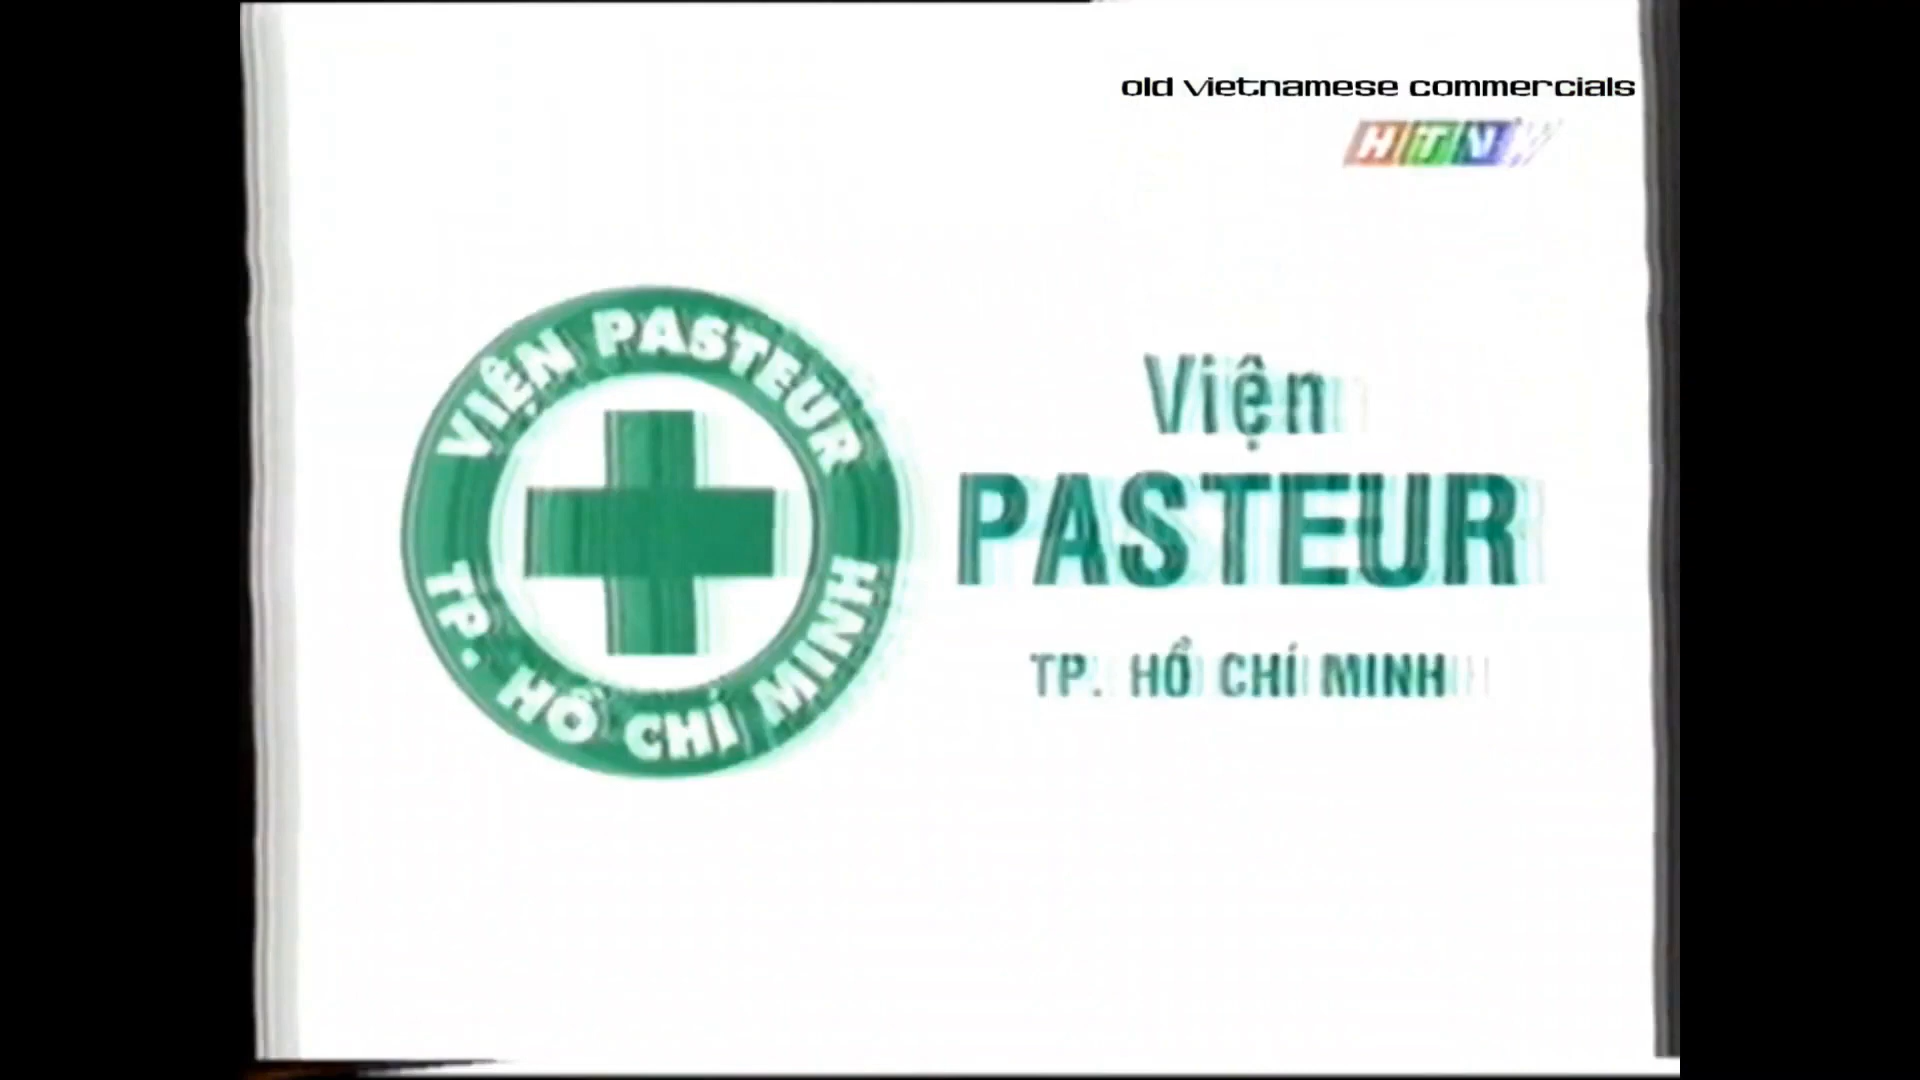 old vietnamese commercials
HTV
VIỆN PASTEUR
TP. HỒ CHÍ MINH
Viện
PASTEUR
TP. HỒ CHÍ MINH